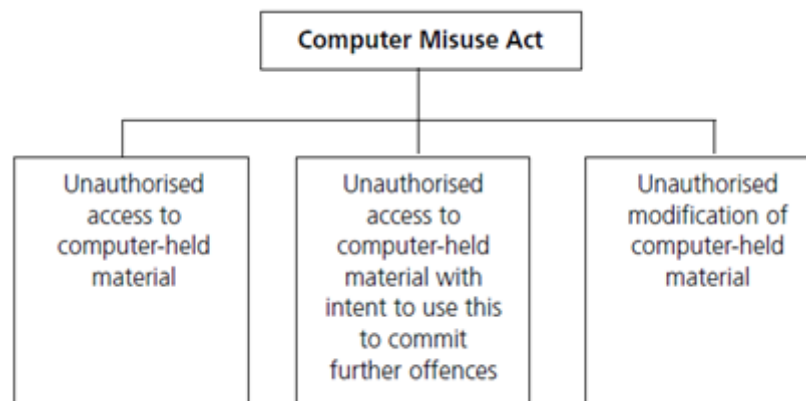 Computer Misuse Act
Unauthorised
access to
computer-held
material
Unauthorised
access to
computer-held
material with
intent to use this
to commit
further offences
Unauthorised
modification of
computer-held
material